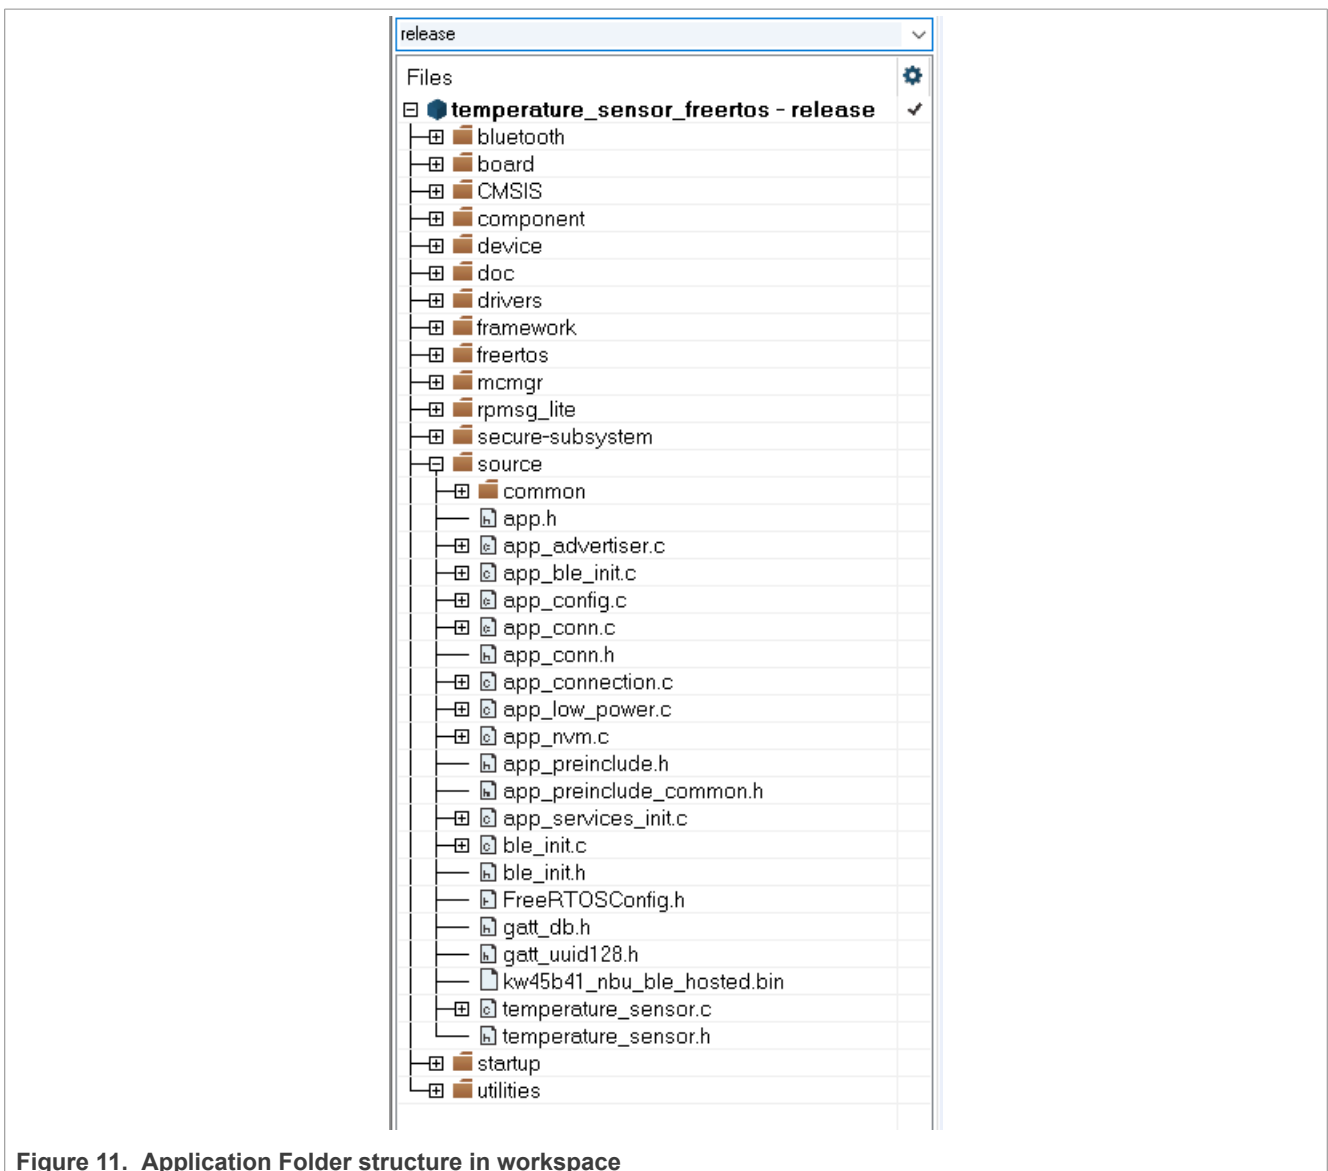 release
Files
temperature_sensor_freertos - release
bluetooth
board
CMSIS
component
device
doc
drivers
framework
freertos
mcmgr
rpmsg_lite
secure-subsystem
source
common
app.h
app_advertiser.c
app_ble_init.c
app_config.c
app_conn.c
app_conn.h
app_connection.c
app_low_power.c
app_nvm.c
app_preinclude.h
app_preinclude_common.h
app_services_init.c
ble_init.c
ble_init.h
FreeRTOSConfig.h
gatt_db.h
gatt_uuid128.h
kw45b41_nbu_ble_hosted.bin
temperature_sensor.c
temperature_sensor.h
startup
utilities
Figure 11. Application Folder structure in workspace